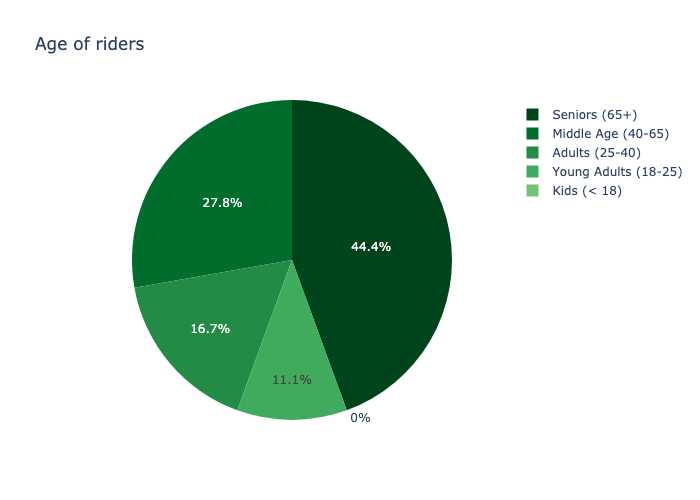 Age of riders
Seniors (65+)
Middle Age (40-65)
Adults (25-40)
Young Adults (18-25)
Kids (< 18)
27.8%
44.4%
16.7%
11.1%
0%